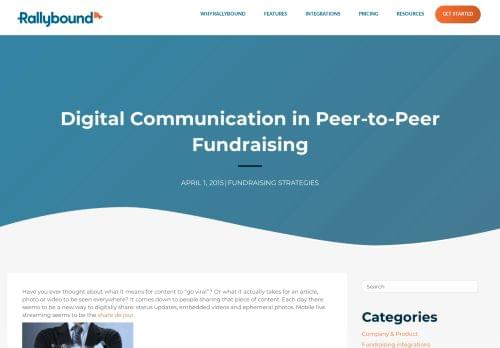 Rallybound
WHY RALLYBOUND
FEATURES
INTEGRATIONS
PRICING
RESOURCES
GET STARTED
Digital Communication in Peer-to-Peer
Fundraising
APRIL 1, 2015 | FUNDRAISING STRATEGIES
Have you ever thought about what it means for content to "go viral"? Or what it actually takes for an article,
photo or video to be seen everywhere? It comes down to people sharing that piece of content. Each day there
seems to be a new way to digitally share: status updates, embedded videos and ephemeral photos. Mobile live
streaming seems to be the share de jour.
Search
Categories
Company & Product
Fundraising Integrations